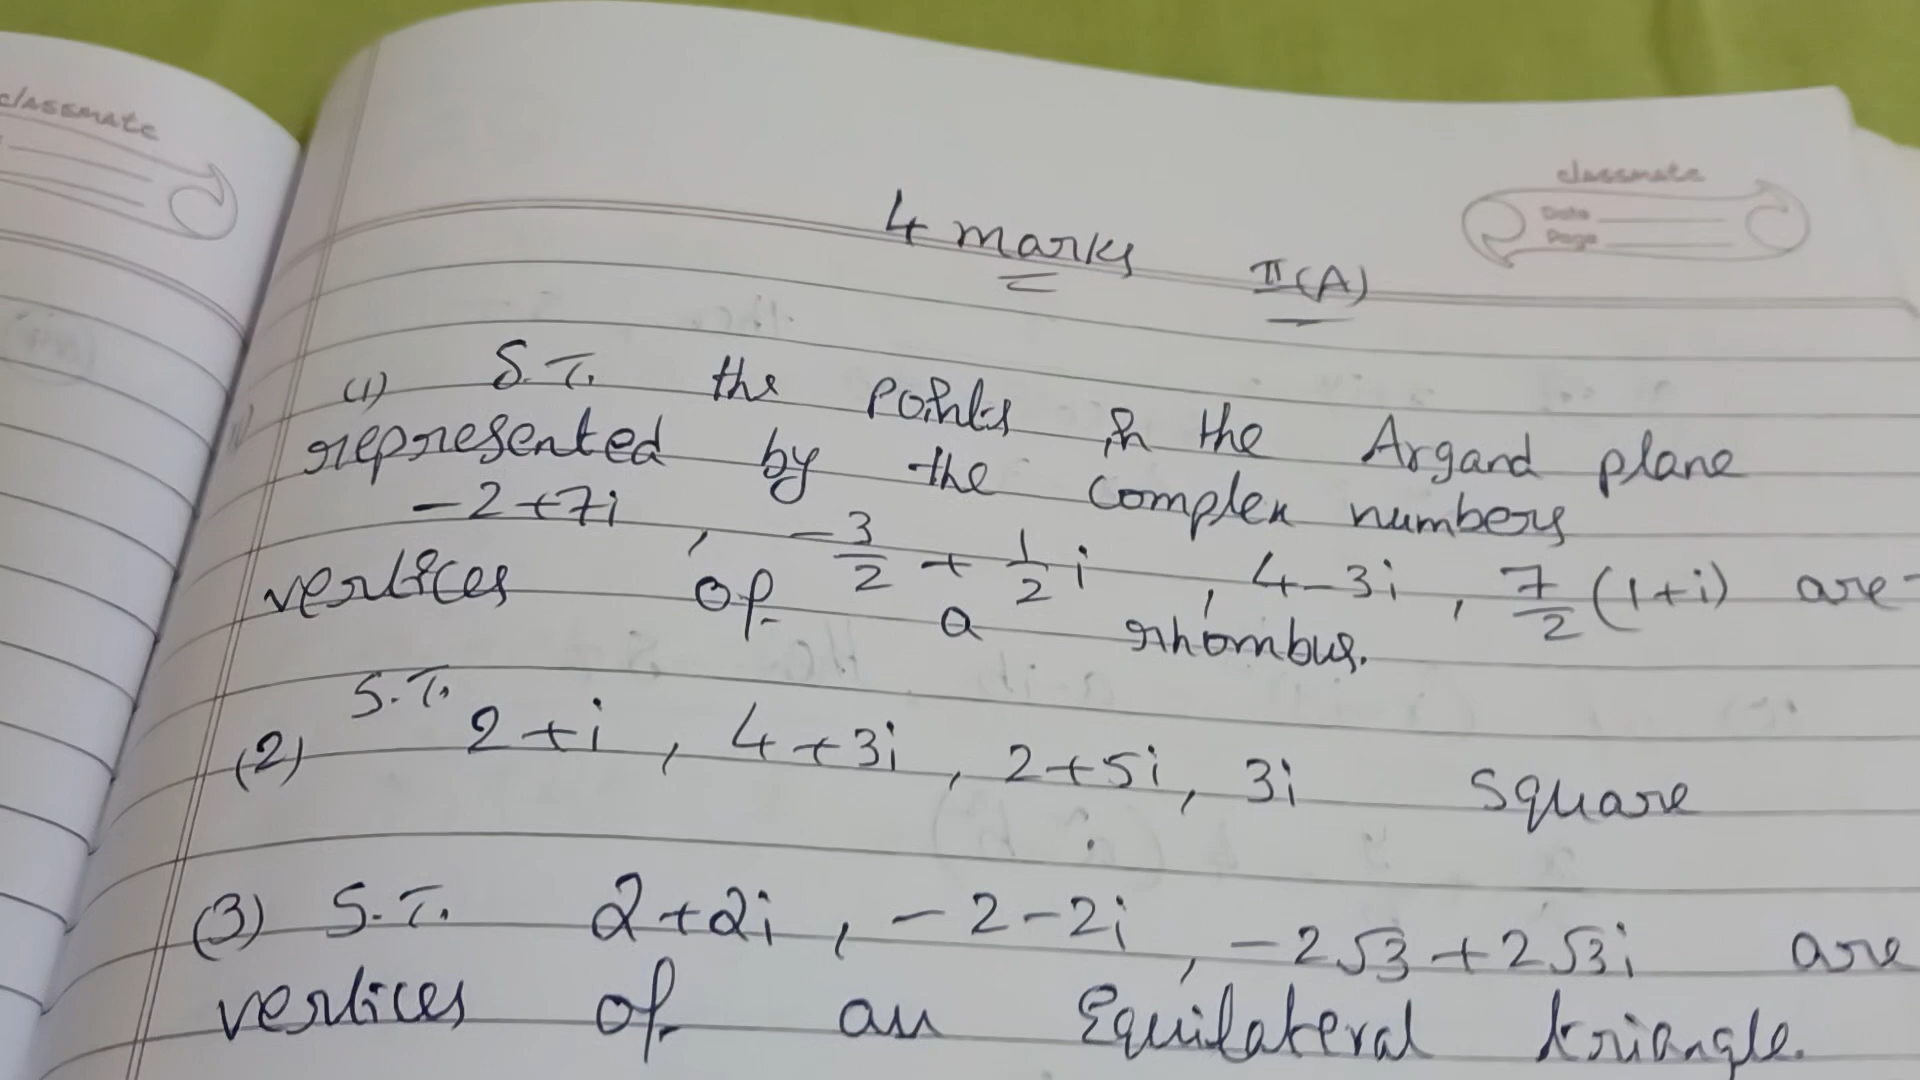 classmate
classmate
Date
Page
4 marks II(A)
(1) S.T. the points in the Argand plane
represented by the complex numbers
-2+7i, -3/2 + 1/2 i, 4-3i, 7/2 (1+i) are
vertices of a rhombus.
(2) S.T. 2+i, 4+3i, 2+5i, 3i square
(3) S.T. 2+2i, -2-2i, -2√3+2√3i are
vertices of an Equilateral triangle.